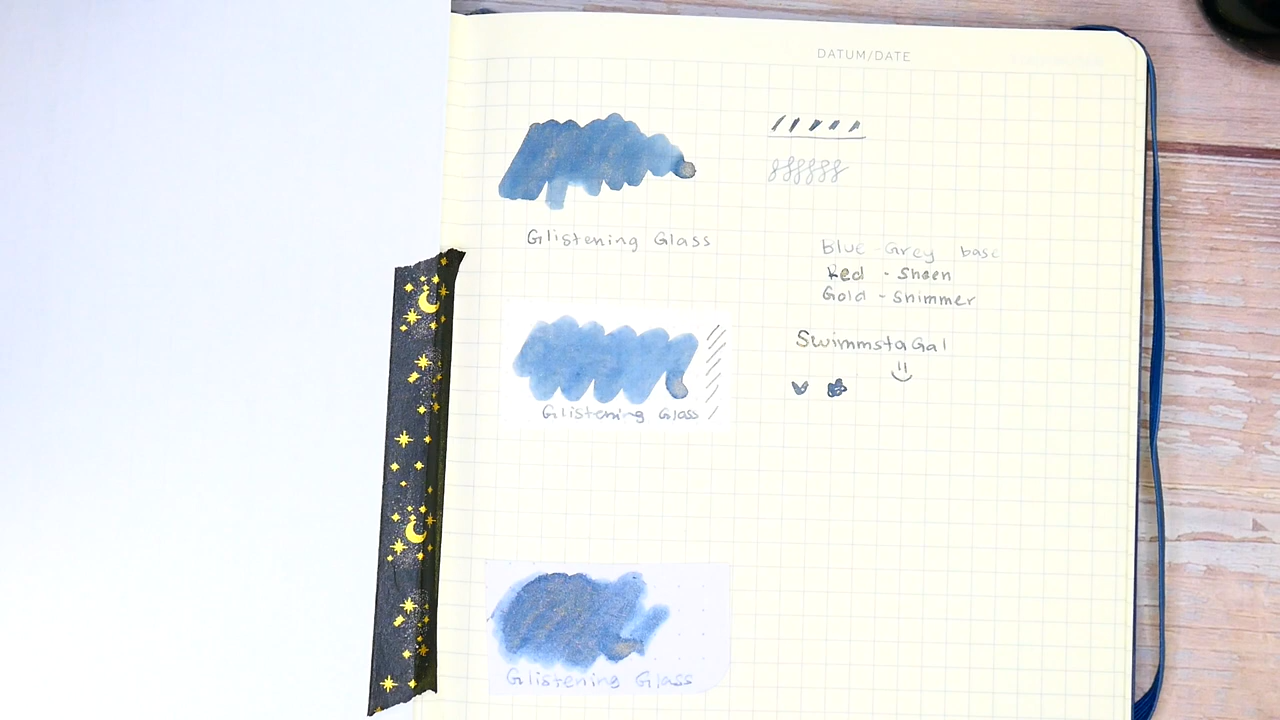 DATUM/DATE
Glistening Glass
Blue-Grey base
Red - Sheen
Gold - Shimmer
SwimmstaGal
Glistening Glass
Glistening Glass